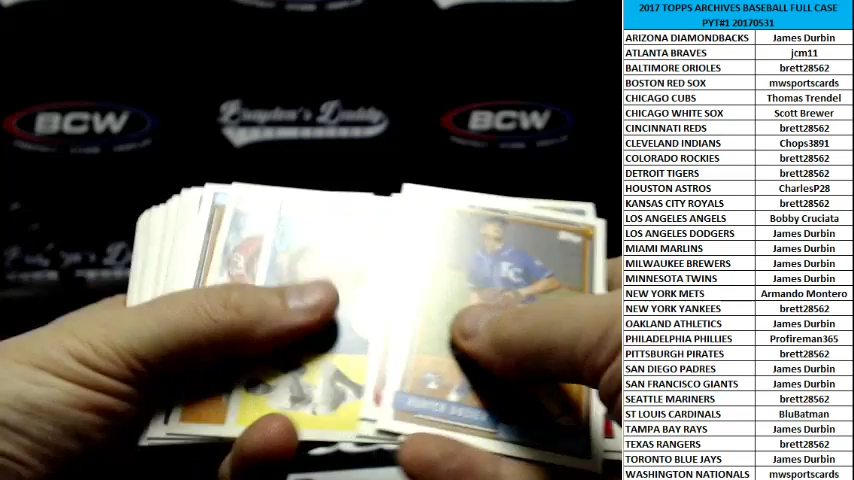 2017 TOPPS ARCHIVES BASEBALL FULL CASE
PYT#1 20170531
ARIZONA DIAMONDBACKS James Durbin
ATLANTA BRAVES jcm11
BALTIMORE ORIOLES brett28562
BOSTON RED SOX mwsportscards
CHICAGO CUBS Thomas Trendel
CHICAGO WHITE SOX Scott Brewer
CINCINNATI REDS brett28562
CLEVELAND INDIANS Chops3891
COLORADO ROCKIES brett28562
DETROIT TIGERS brett28562
HOUSTON ASTROS CharlesP28
KANSAS CITY ROYALS brett28562
LOS ANGELES ANGELS Bobby Cruciata
LOS ANGELES DODGERS James Durbin
MIAMI MARLINS James Durbin
MILWAUKEE BREWERS James Durbin
MINNESOTA TWINS James Durbin
NEW YORK METS Armando Montero
NEW YORK YANKEES brett28562
OAKLAND ATHLETICS James Durbin
PHILADELPHIA PHILLIES Profireman365
PITTSBURGH PIRATES brett28562
SAN DIEGO PADRES James Durbin
SAN FRANCISCO GIANTS James Durbin
SEATTLE MARINERS brett28562
ST LOUIS CARDINALS BluBatman
TAMPA BAY RAYS James Durbin
TEXAS RANGERS brett28562
TORONTO BLUE JAYS James Durbin
WASHINGTON NATIONALS mwsportscards
BCW
Brayden's Daddy
BCW
Topps
KC
HUNTER DOZIER